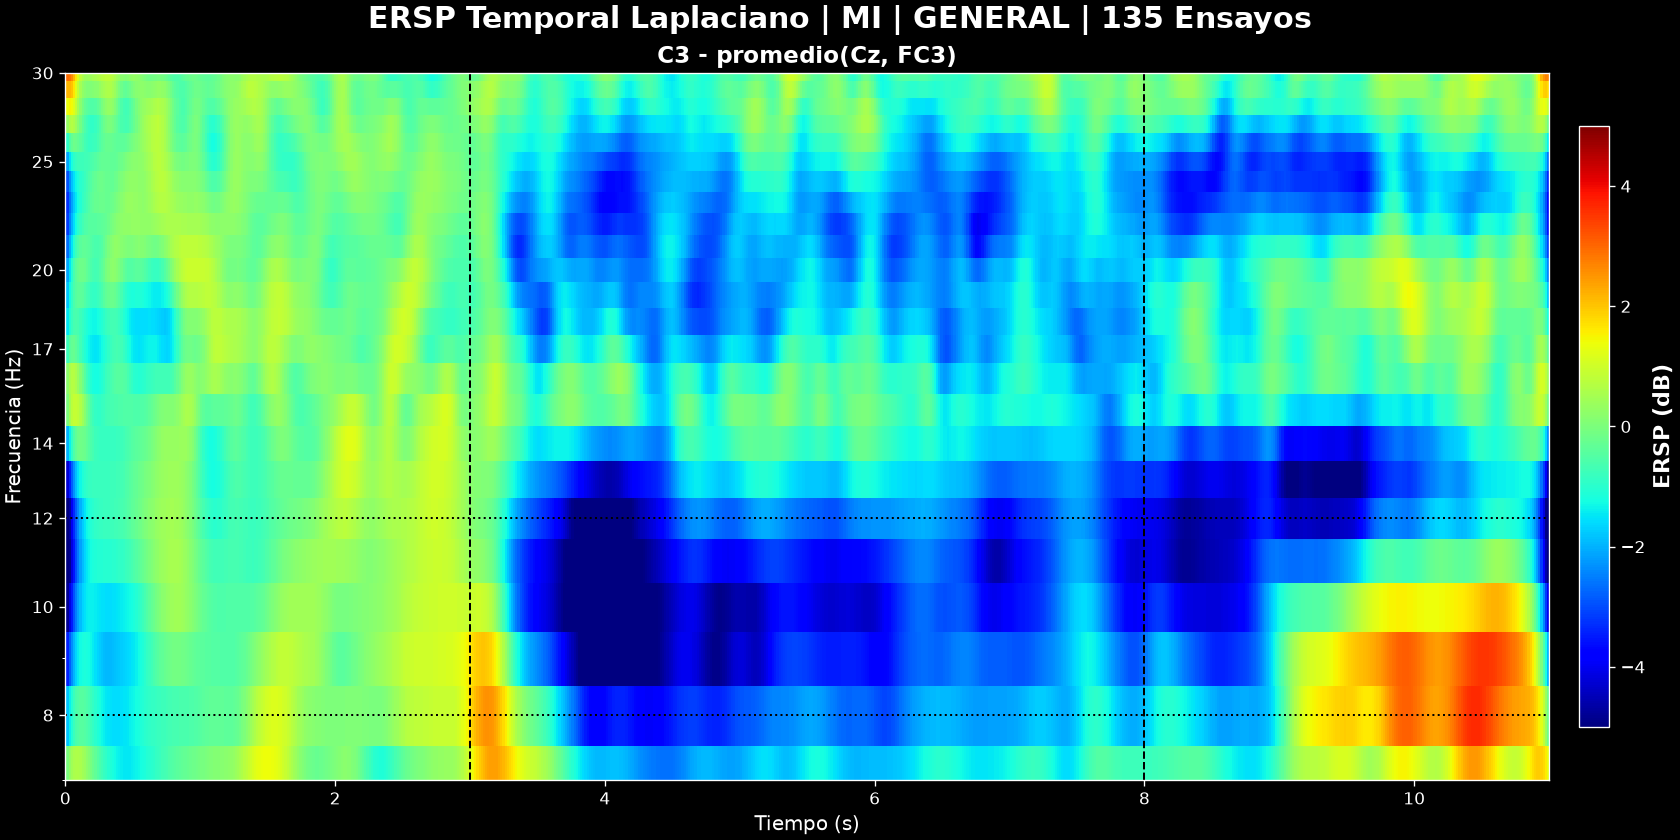 ERSP Temporal Laplaciano | MI | GENERAL | 135 Ensayos
C3 - promedio(Cz, FC3)
Frecuencia (Hz)
30
25
20
17
14
12
10
8
0 2 4 6 8 10
Tiempo (s)
4
2
0
−2
−4
ERSP (dB)